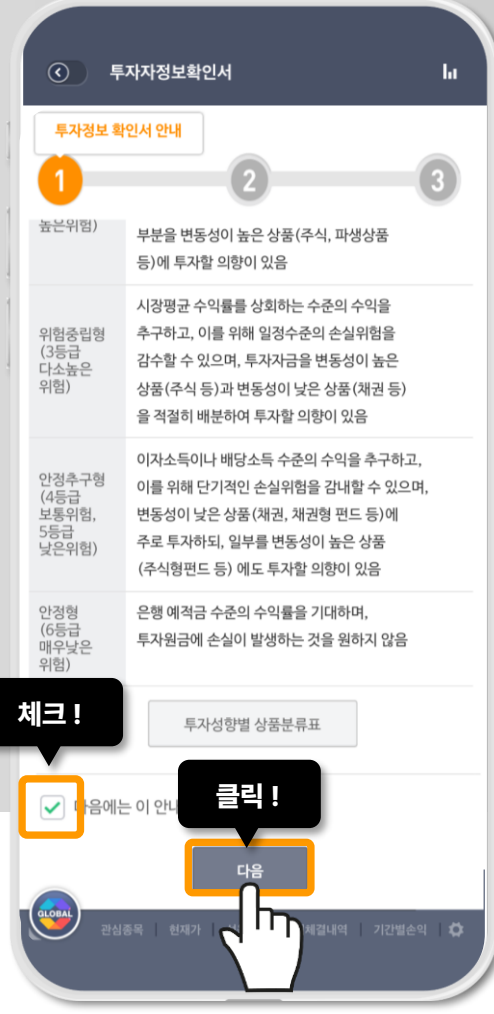 투자자정보확인서
투자정보 확인서 안내
1
2
3
높은위험)
부분을 변동성이 높은 상품(주식, 파생상품
등)에 투자할 의향이 있음
위험중립형
(3등급
다소높은
위험)
시장평균 수익률를 상회하는 수준의 수익을
추구하고, 이를 위해 일정수준의 손실위험을
감수할 수 있으며, 투자자금을 변동성이 높은
상품(주식 등)과 변동성이 낮은 상품(채권 등)
을 적절히 배분하여 투자할 의향이 있음
안정추구형
(4등급
보통위험,
5등급
낮은위험)
이자소득이나 배당소득 수준의 수익을 추구하고,
이를 위해 단기적인 손실위험을 감내할 수 있으며,
변동성이 낮은 상품(채권, 채권형 펀드 등)에
주로 투자하되, 일부를 변동성이 높은 상품
(주식형펀드 등) 에도 투자할 의향이 있음
안정형
(6등급
매우낮은
위험)
은행 예적금 수준의 수익률을 기대하며,
투자원금에 손실이 발생하는 것을 원하지 않음
체크 !
투자성향별 상품분류표
클릭 !
다음에는 이 안내
다음
GLOBAL
관심종목 현재가 체결내역 기간별손익